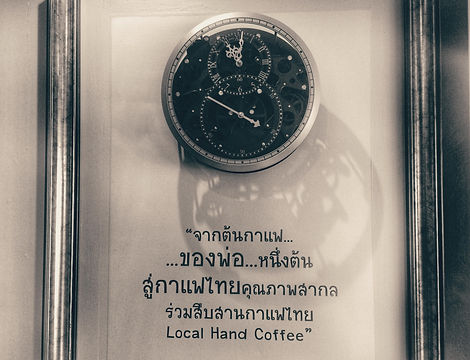 “จากต้นกาแฟ...
...ของพ่อ...หนึ่งต้น
สู่กาแฟไทยคุณภาพสากล
ร่วมสืบสานกาแฟไทย
Local Hand Coffee”